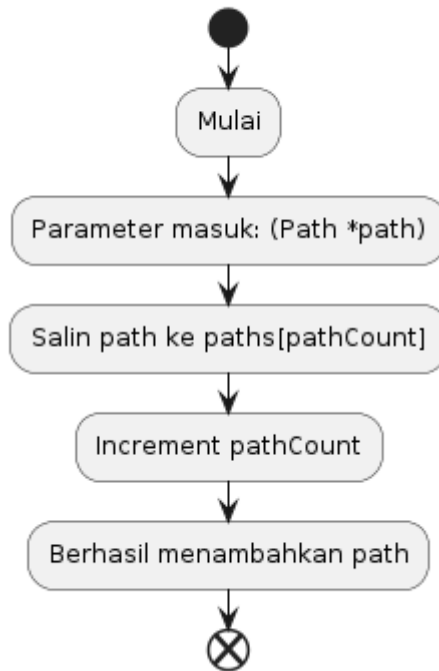 Mulai
Parameter masuk: (Path *path)
Salin path ke paths[pathCount]
Increment pathCount
Berhasil menambahkan path